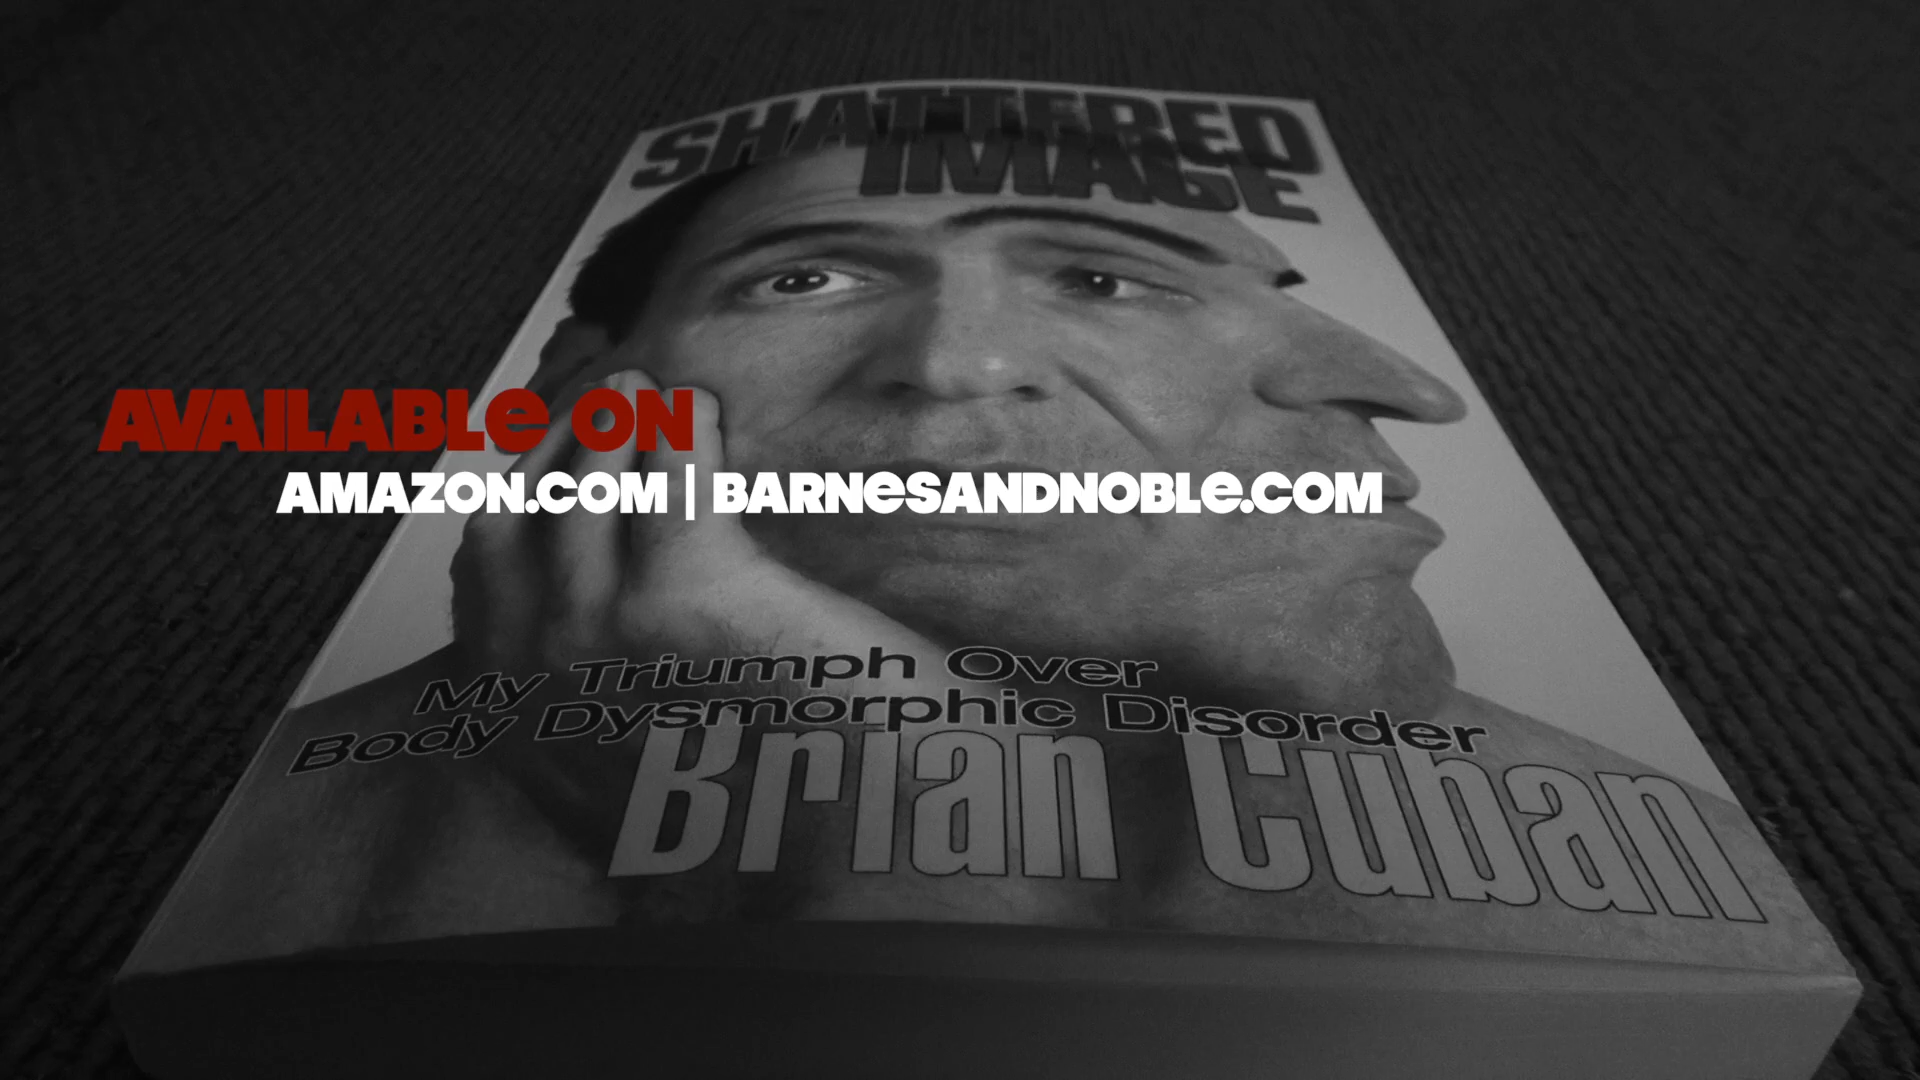 SHATTERED
IMAGE
AVAILABLE ON
AMAZON.COM | BARNESANDNOBLE.COM
My Triumph Over
Body Dysmorphic Disorder
Brian Cuban